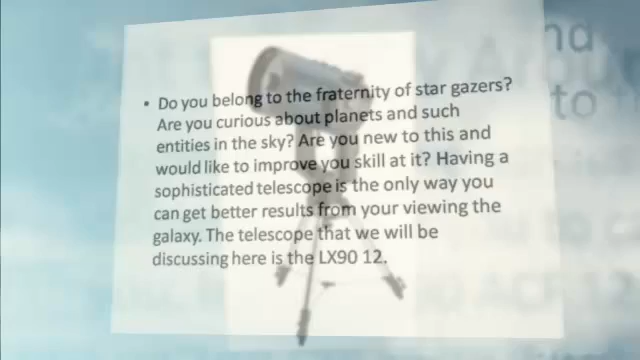 • Do you belong to the fraternity of star gazers?
Are you curious about planets and such
entities in the sky? Are you new to this and
would like to improve you skill at it? Having a
sophisticated telescope is the only way you
can get better results from your viewing the
galaxy. The telescope that we will be
discussing here is the LX90 12.